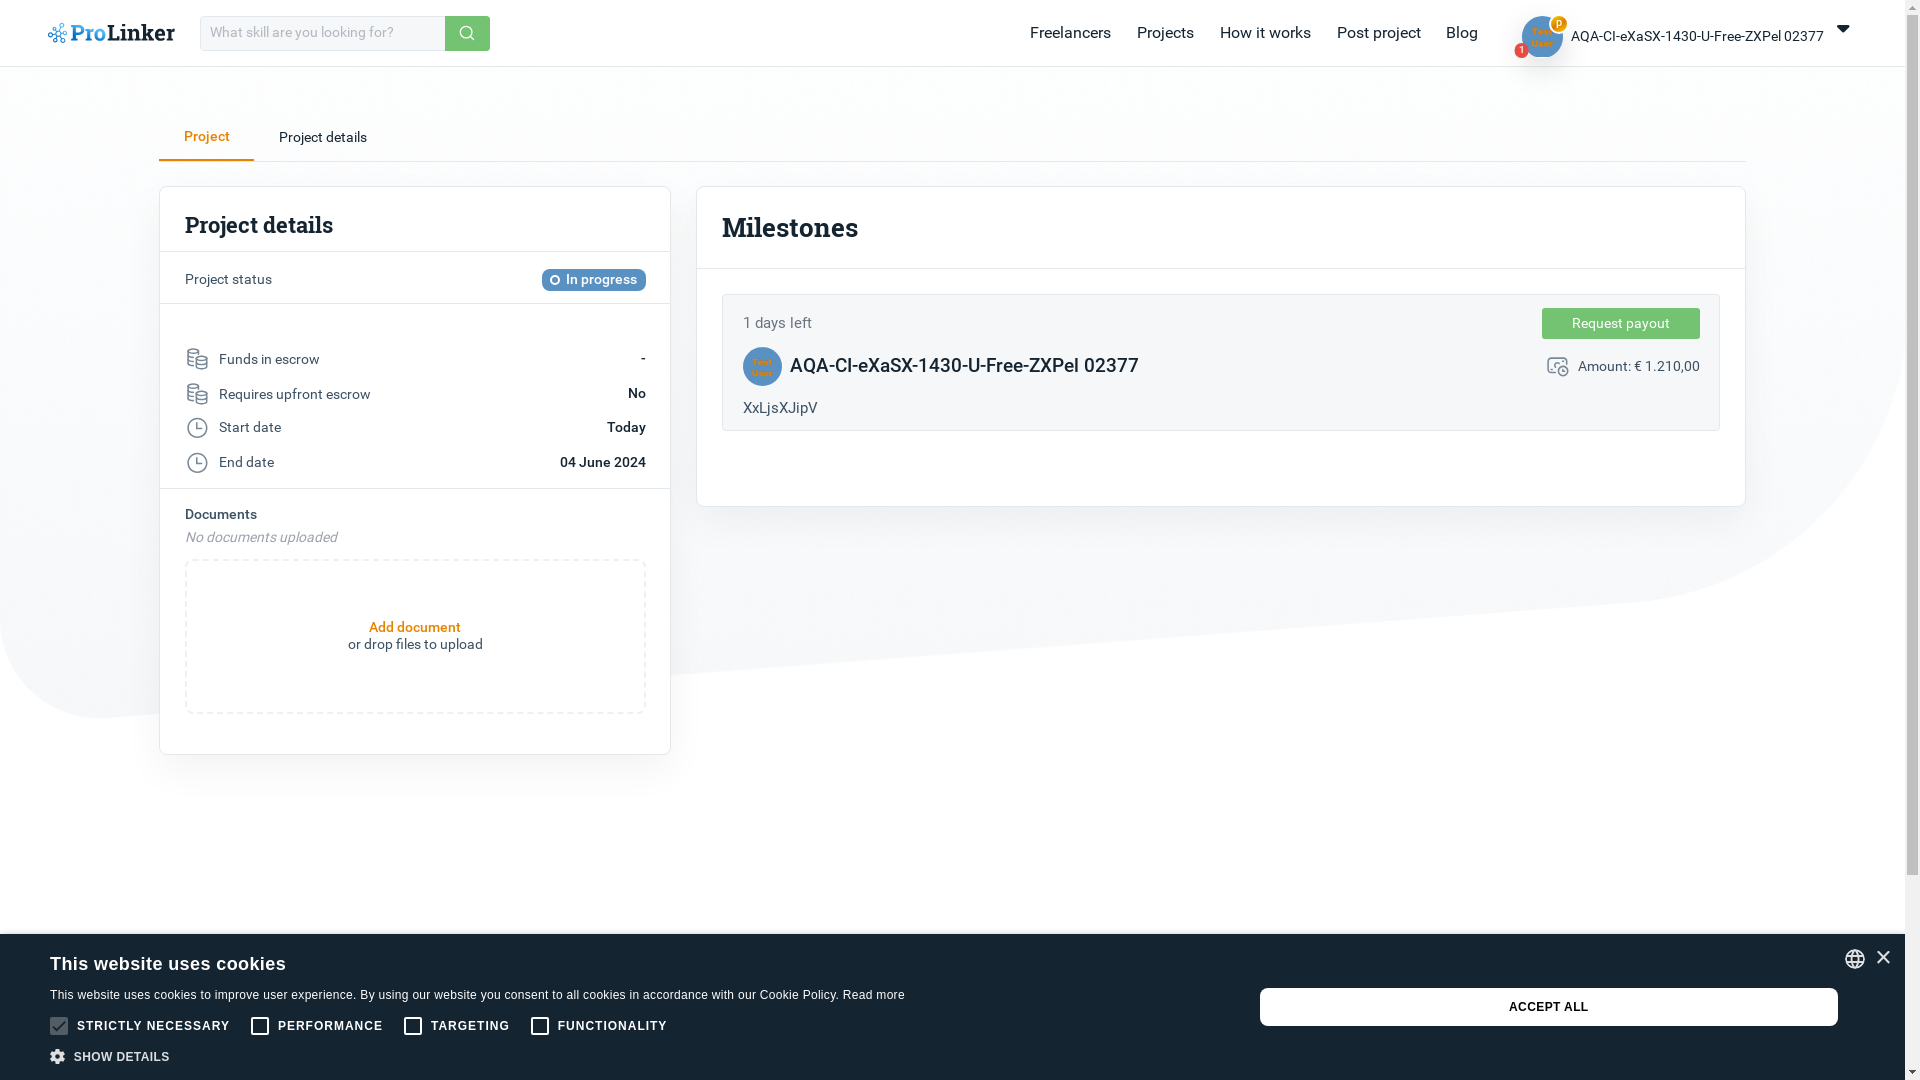 ProLinker
What skill are you looking for?
Freelancers
Projects
How it works
Post project
Blog
p
1
AQA-CI-eXaSX-1430-U-Free-ZXPel 02377
Project
Project details
Project details
Project status
In progress
Funds in escrow
-
Requires upfront escrow
No
Start date
Today
End date
04 June 2024
Documents
No documents uploaded
Add document
or drop files to upload
Milestones
1 days left
Request payout
AQA-CI-eXaSX-1430-U-Free-ZXPel 02377
Amount: € 1.210,00
XxLjsXJipV
This website uses cookies
This website uses cookies to improve user experience. By using our website you consent to all cookies in accordance with our Cookie Policy. Read more
STRICTLY NECESSARY
PERFORMANCE
TARGETING
FUNCTIONALITY
SHOW DETAILS
ACCEPT ALL